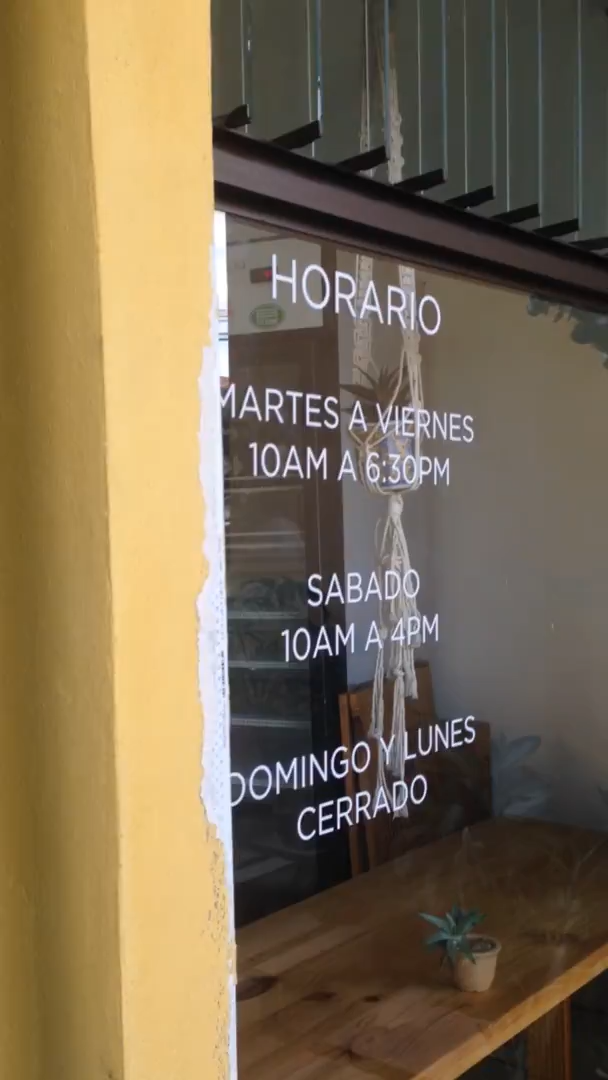 HORARIO
MARTES A VIERNES
10AM A 6:30PM
SABADO
10AM A 4PM
DOMINGO Y LUNES
CERRADO